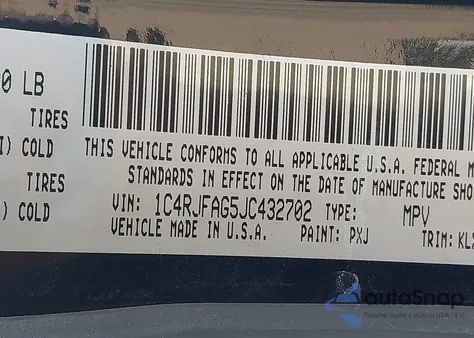 0 LB
TIRES
COLD
TIRES
COLD
THIS VEHICLE CONFORMS TO ALL APPLICABLE U.S.A. FEDERAL M
STANDARDS IN EFFECT ON THE DATE OF MANUFACTURE SHO
VIN: 1C4RJFAG5JC432702 TYPE: MPV
VEHICLE MADE IN U.S.A. PAINT: PXJ TRIM: KLX
autoSnap